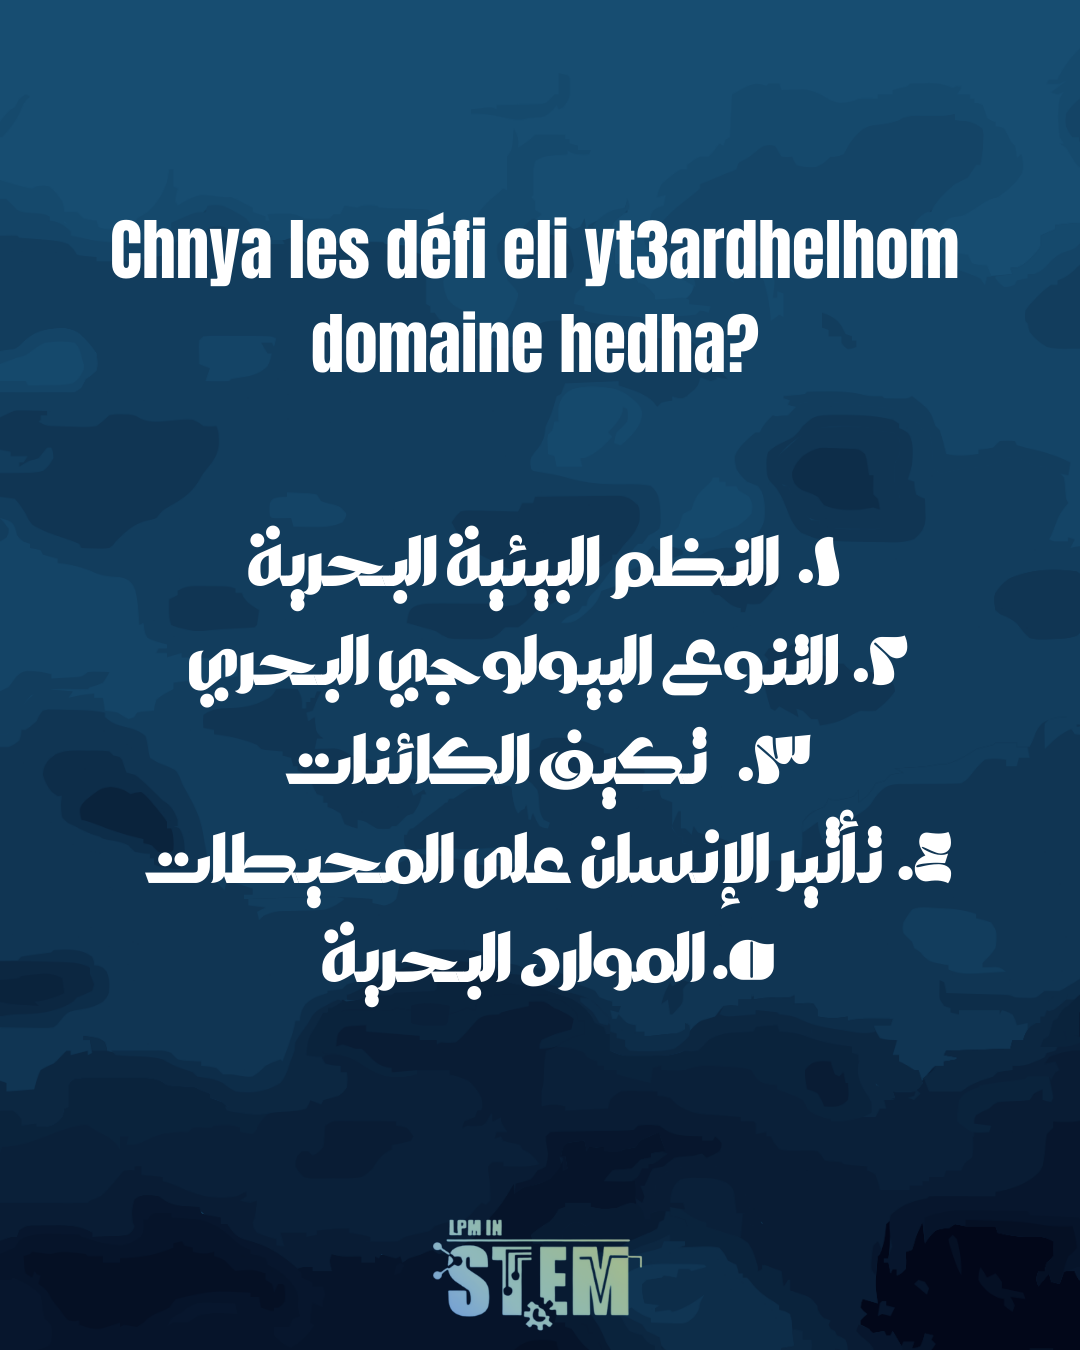 Chnya les défi eli yt3ardhelhom
domaine hedha?
١. النظم البيئية البحرية
٢. التنوع البيولوجي البحري
٣. تكيف الكائنات
٤. تأثير الإنسان على المحيطات
٥. الموارد البحرية
LPM IN
STEM